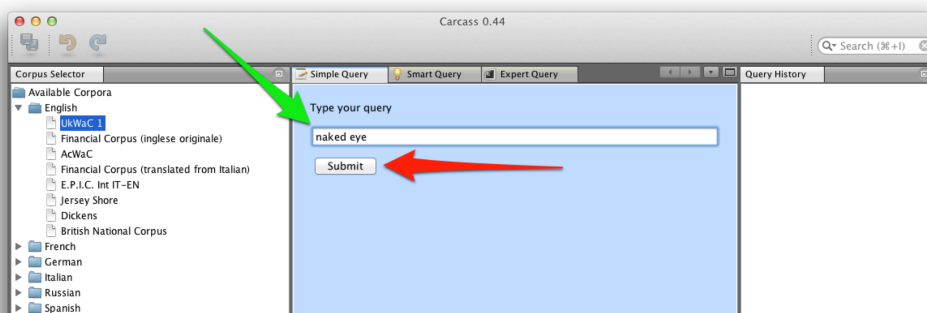 Carcass 0.44
Search (⌘+I)
Corpus Selector
Simple Query
Smart Query
Expert Query
Query History
Available Corpora
English
UkWaC 1
Financial Corpus (inglese originale)
AcWaC
Financial Corpus (translated from Italian)
E.P.I.C. Int IT-EN
Jersey Shore
Dickens
British National Corpus
French
German
Italian
Russian
Spanish
Type your query
naked eye
Submit